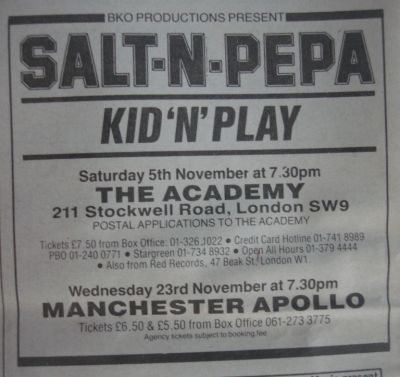 BKO PRODUCTIONS PRESENT
SALT-N-PEPA
KID 'N' PLAY
Saturday 5th November at 7.30pm
THE ACADEMY
211 Stockwell Road, London SW9
POSTAL APPLICATIONS TO THE ACADEMY
Tickets £7.50 from Box Office: 01-326 1022 • Credit Card Hotline 01-741 8989
PBO 01-240 0771 • Stargreen 01-734 8932 • Open All Hours 01-379 4444
• Also from Red Records, 47 Beak St. London W1
Wednesday 23rd November at 7.30pm
MANCHESTER APOLLO
Tickets £6.50 & £5.50 from Box Office 061-273 3775
Agency tickets subject to booking fee
present